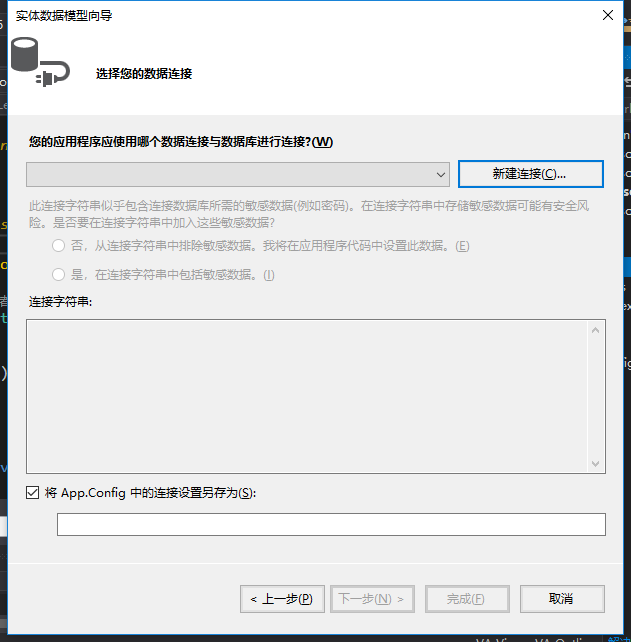 实体数据模型向导
选择您的数据连接
您的应用程序应使用哪个数据连接与数据库进行连接?(W)
新建连接(C)...
此连接字符串似乎包含连接数据库所需的敏感数据(例如密码)。在连接字符串中存储敏感数据可能有安全风
险。是否要在连接字符串中加入这些敏感数据?
否，从连接字符串中排除敏感数据。我将在应用程序代码中设置此数据。(E)
是，在连接字符串中包括敏感数据。(I)
连接字符串:
将 App.Config 中的连接设置另存为(S):
< 上一步(P)
下一步(N) >
完成(F)
取消